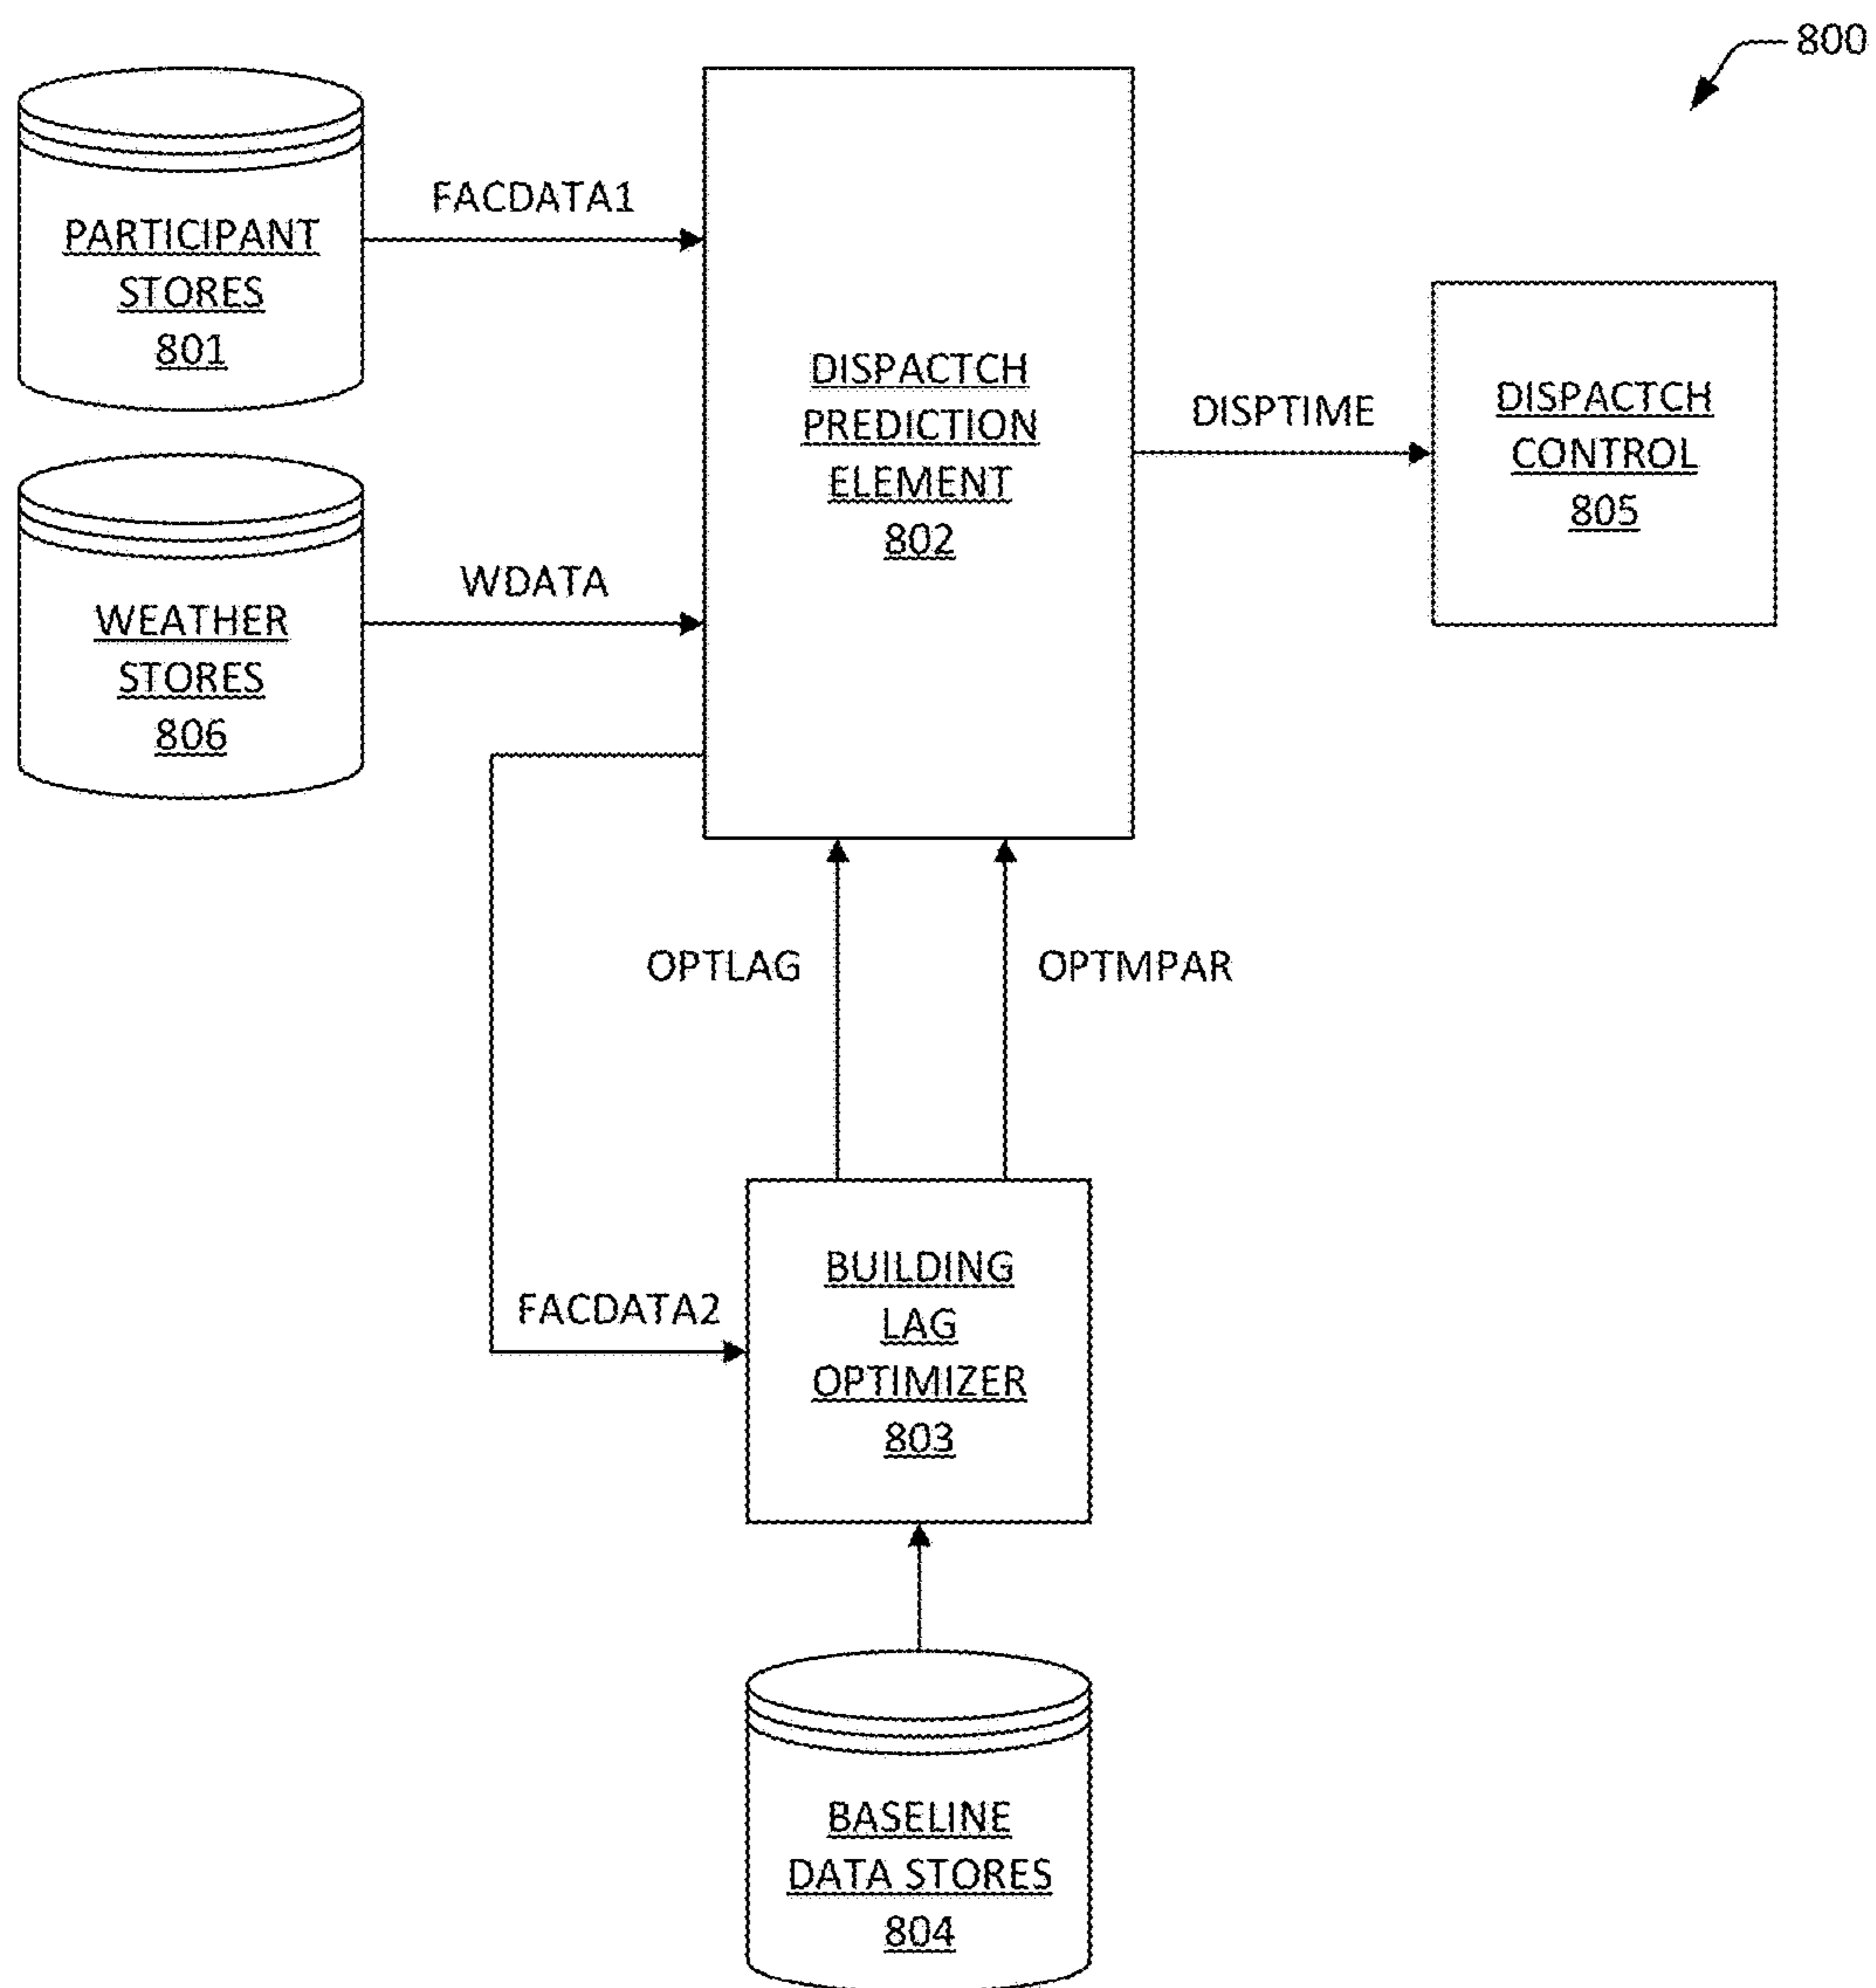 800
PARTICIPANT
STORES
801
FACDATA1
DISPACTCH
PREDICTION
ELEMENT
802
DISPTIME
DISPACTCH
CONTROL
805
WEATHER
STORES
806
WDATA
OPTLAG
OPTMPAR
FACDATA2
BUILDING
LAG
OPTIMIZER
803
BASELINE
DATA STORES
804